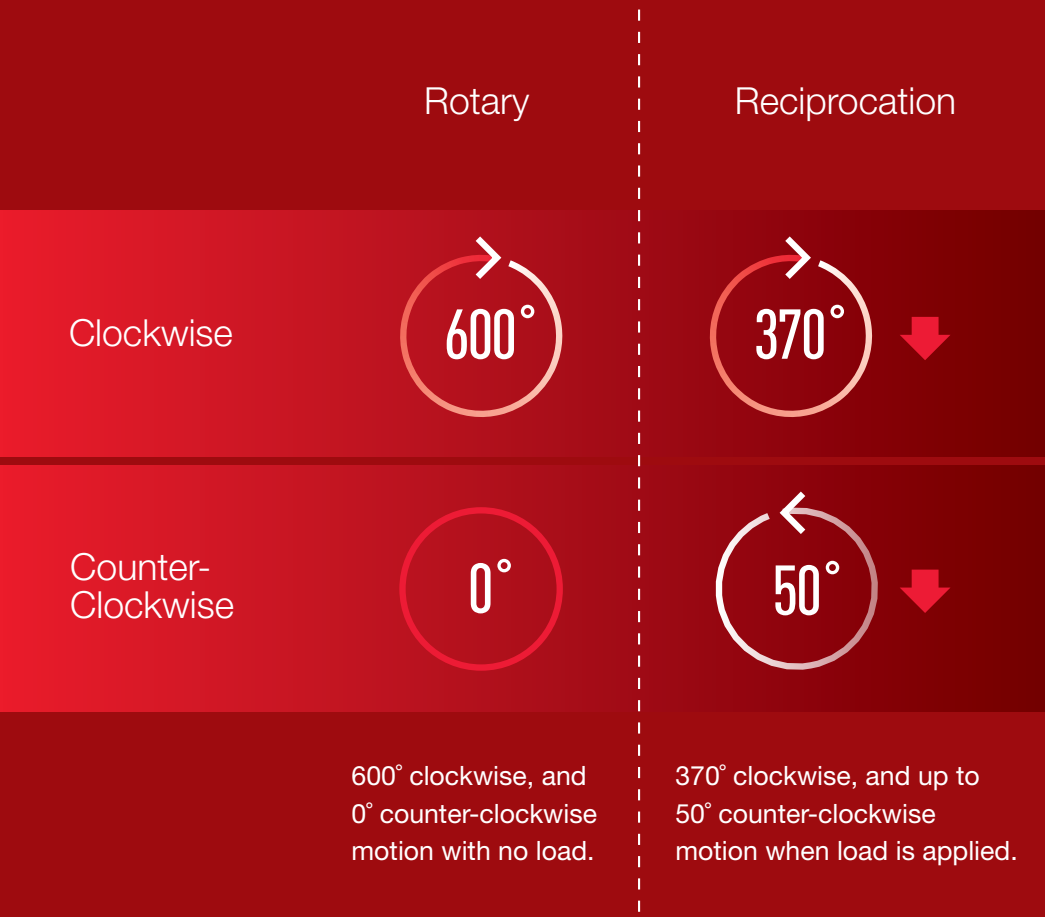 Rotary
Reciprocation
Clockwise
600°
370°
Counter-
Clockwise
0°
50°
600° clockwise, and
0° counter-clockwise
motion with no load.
370° clockwise, and up to
50° counter-clockwise
motion when load is applied.